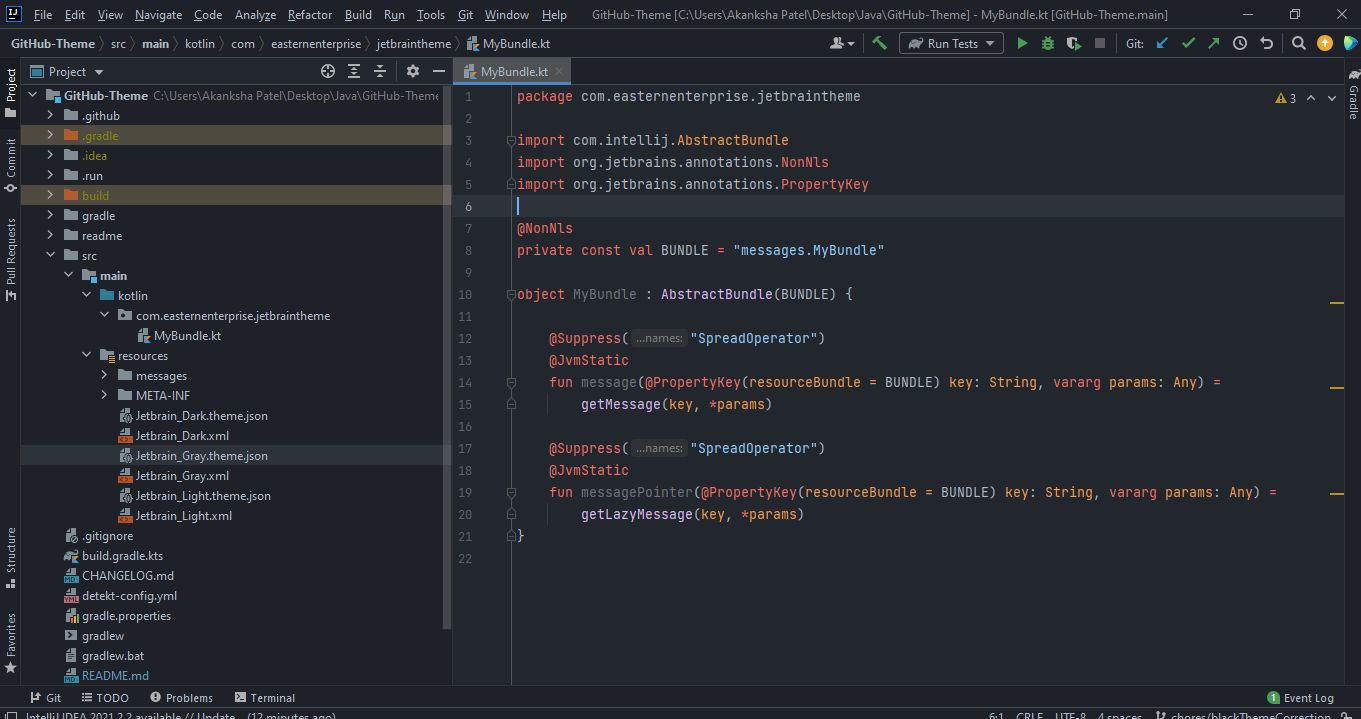 File Edit View Navigate Code Analyze Refactor Build Run Tools Git Window Help GitHub-Theme [C:\Users\Akanksha Patel\Desktop\Java\GitHub-Theme] - MyBundle.kt [GitHub-Theme.main]
GitHub-Theme src main kotlin com easternenterprise jetbraintheme MyBundle.kt Run Tests Git:
Project
MyBundle.kt
Project
Commit
Pull Requests
Structure
Favorites
GitHub-Theme C:\Users\Akanksha Patel\Desktop\Java\GitHub-Theme
.github
.gradle
.idea
.run
build
gradle
readme
src
main
kotlin
com.easternenterprise.jetbraintheme
MyBundle.kt
resources
messages
META-INF
Jetbrain_Dark.theme.json
Jetbrain_Dark.xml
Jetbrain_Gray.theme.json
Jetbrain_Gray.xml
Jetbrain_Light.theme.json
Jetbrain_Light.xml
.gitignore
build.gradle.kts
CHANGELOG.md
detekt-config.yml
gradle.properties
gradlew
gradlew.bat
README.md
1 package com.easternenterprise.jetbraintheme
2
3 import com.intellij.AbstractBundle
4 import org.jetbrains.annotations.NonNls
5 import org.jetbrains.annotations.PropertyKey
6
7 @NonNls
8 private const val BUNDLE = "messages.MyBundle"
9
10 object MyBundle : AbstractBundle(BUNDLE) {
11
12 @Suppress( ...names: "SpreadOperator")
13 @JvmStatic
14 fun message(@PropertyKey(resourceBundle = BUNDLE) key: String, vararg params: Any) =
15 getMessage(key, *params)
16
17 @Suppress( ...names: "SpreadOperator")
18 @JvmStatic
19 fun messagePointer(@PropertyKey(resourceBundle = BUNDLE) key: String, vararg params: Any) =
20 getLazyMessage(key, *params)
21 }
22
3
Gradle
Git TODO Problems Terminal 1 Event Log
IntelliJ IDEA 2021.2.2 available // Update... (12 minutes ago) 6:1 CRLF UTF-8 4 spaces chores/blackThemeCorrection